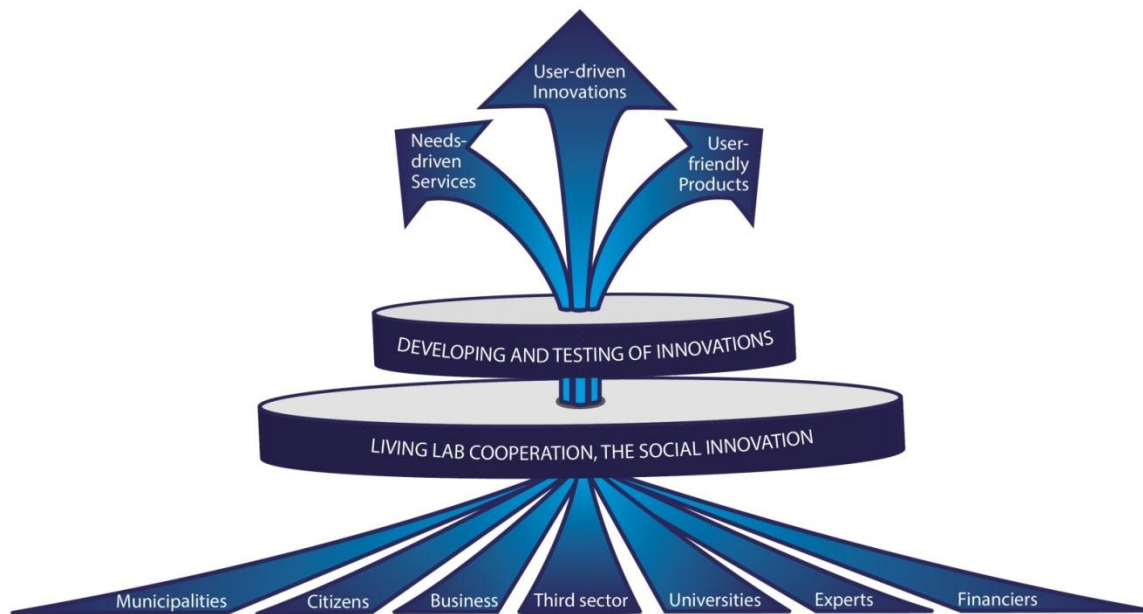 User-driven
Innovations
Needs-
driven
Services
User-
friendly
Products
DEVELOPING AND TESTING OF INNOVATIONS
LIVING LAB COOPERATION, THE SOCIAL INNOVATION
Municipalities
Citizens
Business
Third sector
Universities
Experts
Financiers